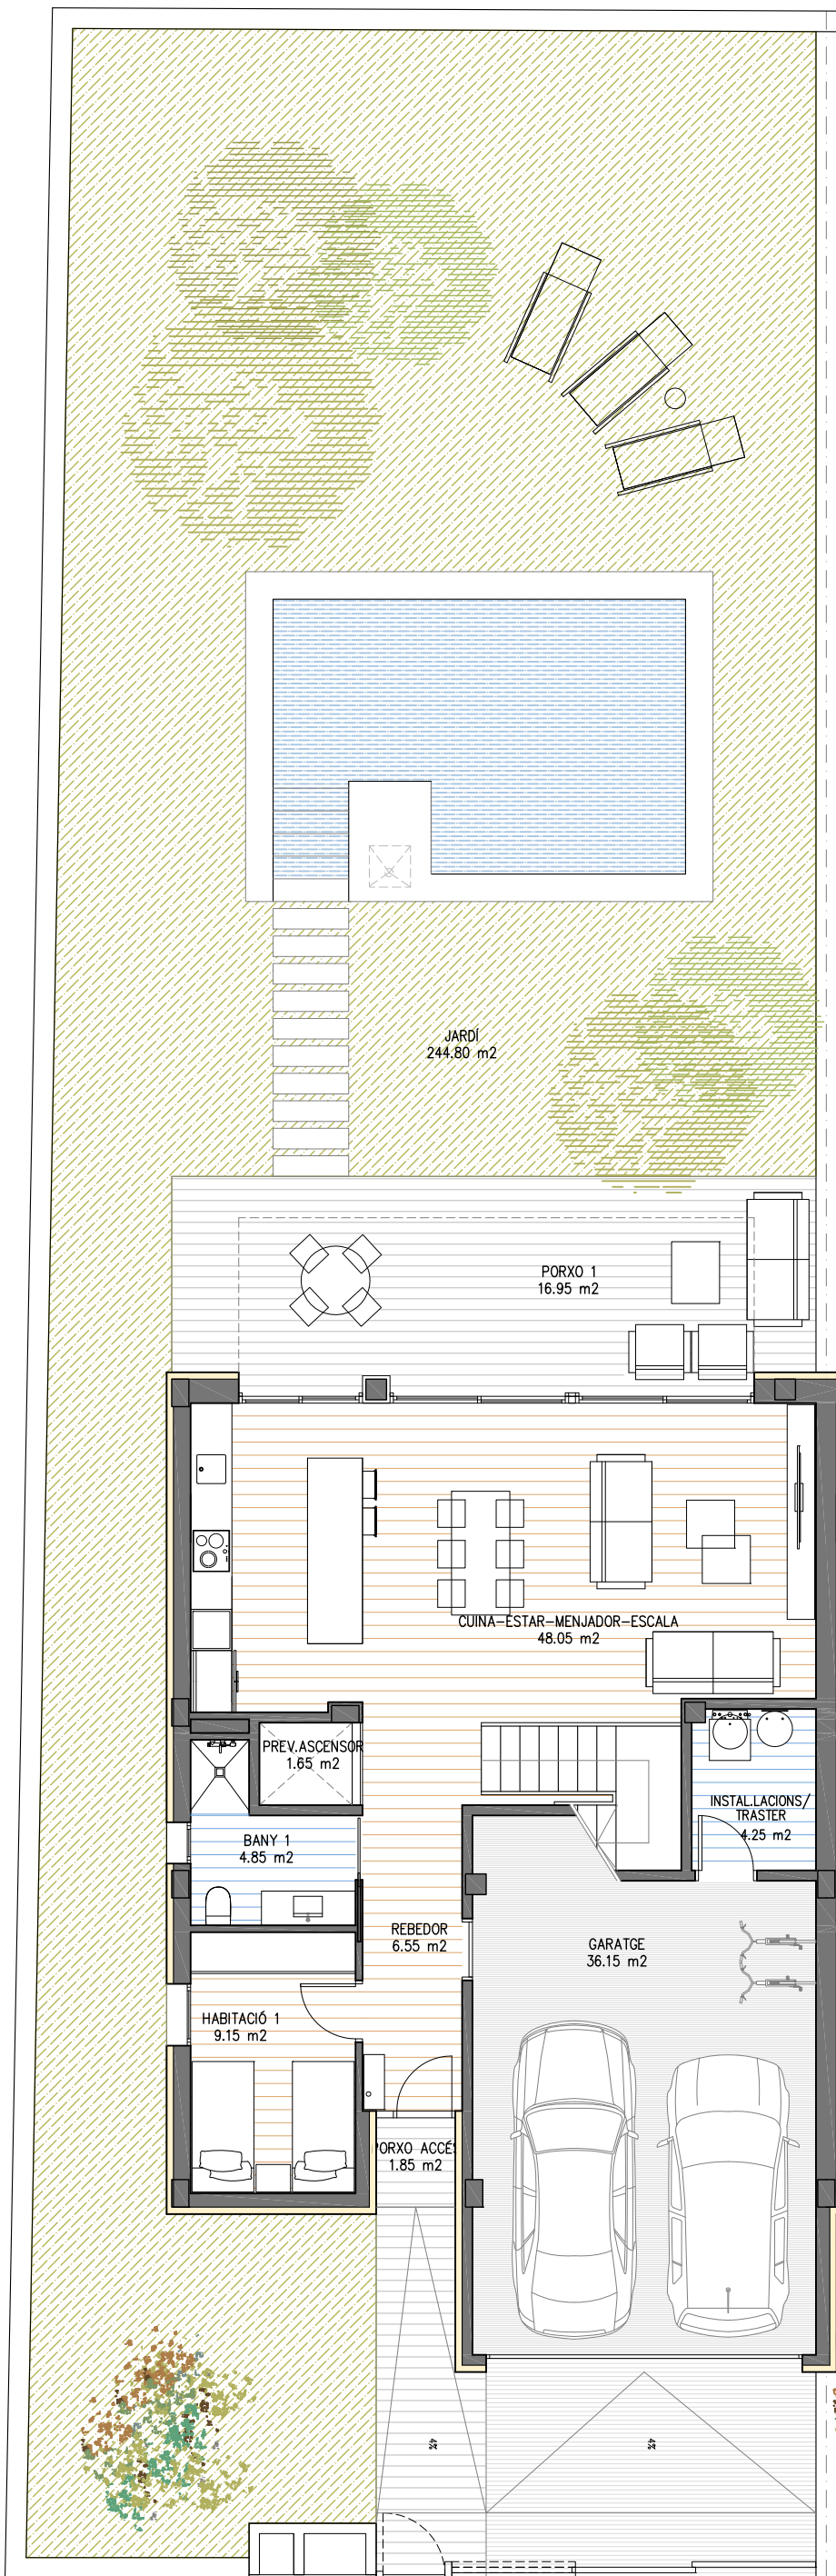 JARDÍ
244.80 m2
PORXO 1
16.95 m2
CUINA-ESTAR-MENJADOR-ESCALA
48.05 m2
PREV.ASCENSOR
1.65 m2
INSTAL.LACIONS/
TRASTER
4.25 m2
BANY 1
4.85 m2
REBEDOR
6.55 m2
GARATGE
36.15 m2
HABITACIÓ 1
9.15 m2
PORXO ACCÉS
1.85 m2
4%
4%